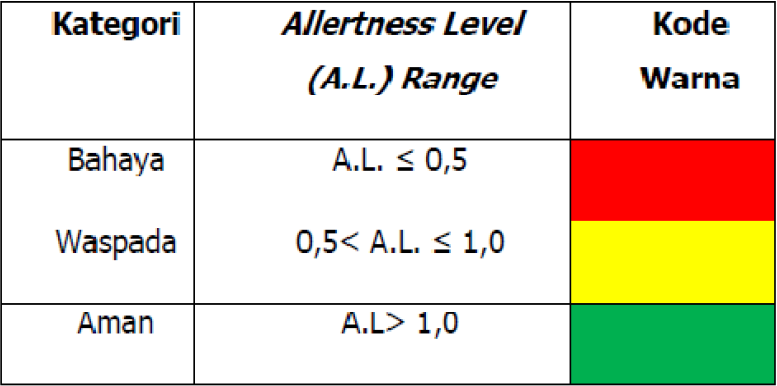 Kategori Allertness Level (A.L.) Range Kode Warna
Bahaya A.L. ≤ 0,5
Waspada 0,5< A.L. ≤ 1,0
Aman A.L> 1,0